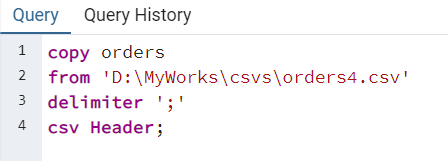 Query Query History
1 copy orders
2 from 'D:\MyWorks\csvs\orders4.csv'
3 delimiter ';'
4 csv Header;